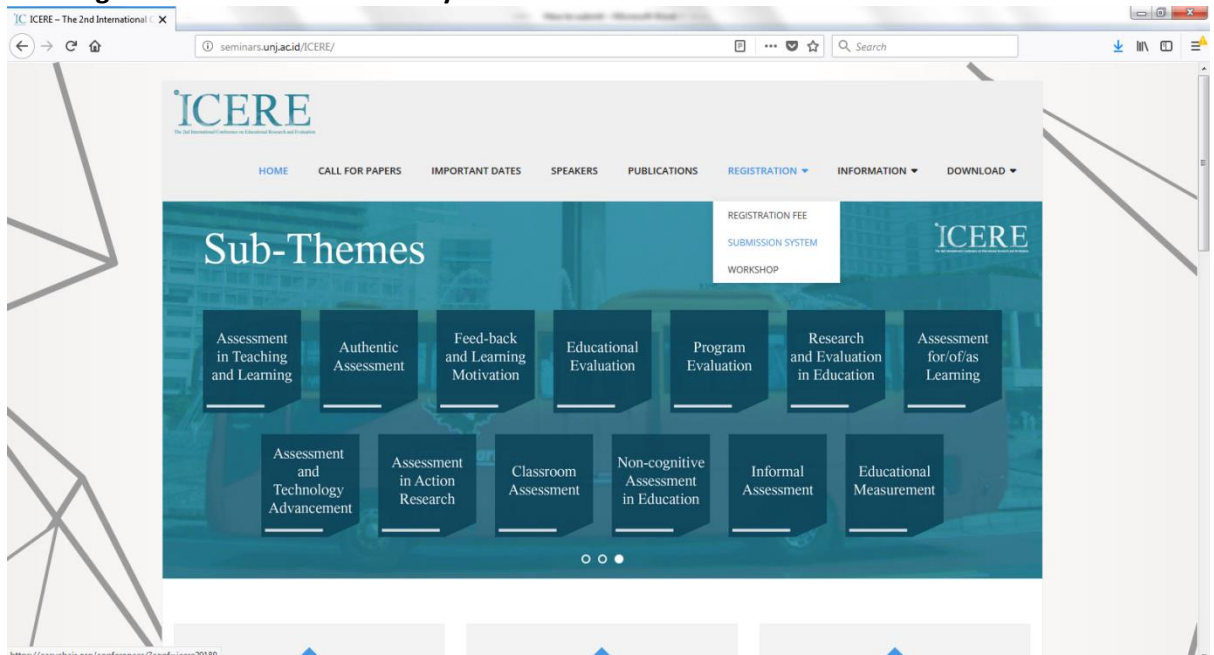 ICERE – The 2nd International C
seminars.unj.ac.id/ICERE/
Search
ICERE
HOME CALL FOR PAPERS IMPORTANT DATES SPEAKERS PUBLICATIONS REGISTRATION INFORMATION DOWNLOAD
REGISTRATION FEE
SUBMISSION SYSTEM
WORKSHOP
Sub-Themes
ICERE
Assessment
in Teaching
and Learning
Authentic
Assessment
Feed-back
and Learning
Motivation
Educational
Evaluation
Program
Evaluation
Research
and Evaluation
in Education
Assessment
for/of/as
Learning
Assessment
and
Technology
Advancement
Assessment
in Action
Research
Classroom
Assessment
Non-cognitive
Assessment
in Education
Informal
Assessment
Educational
Measurement